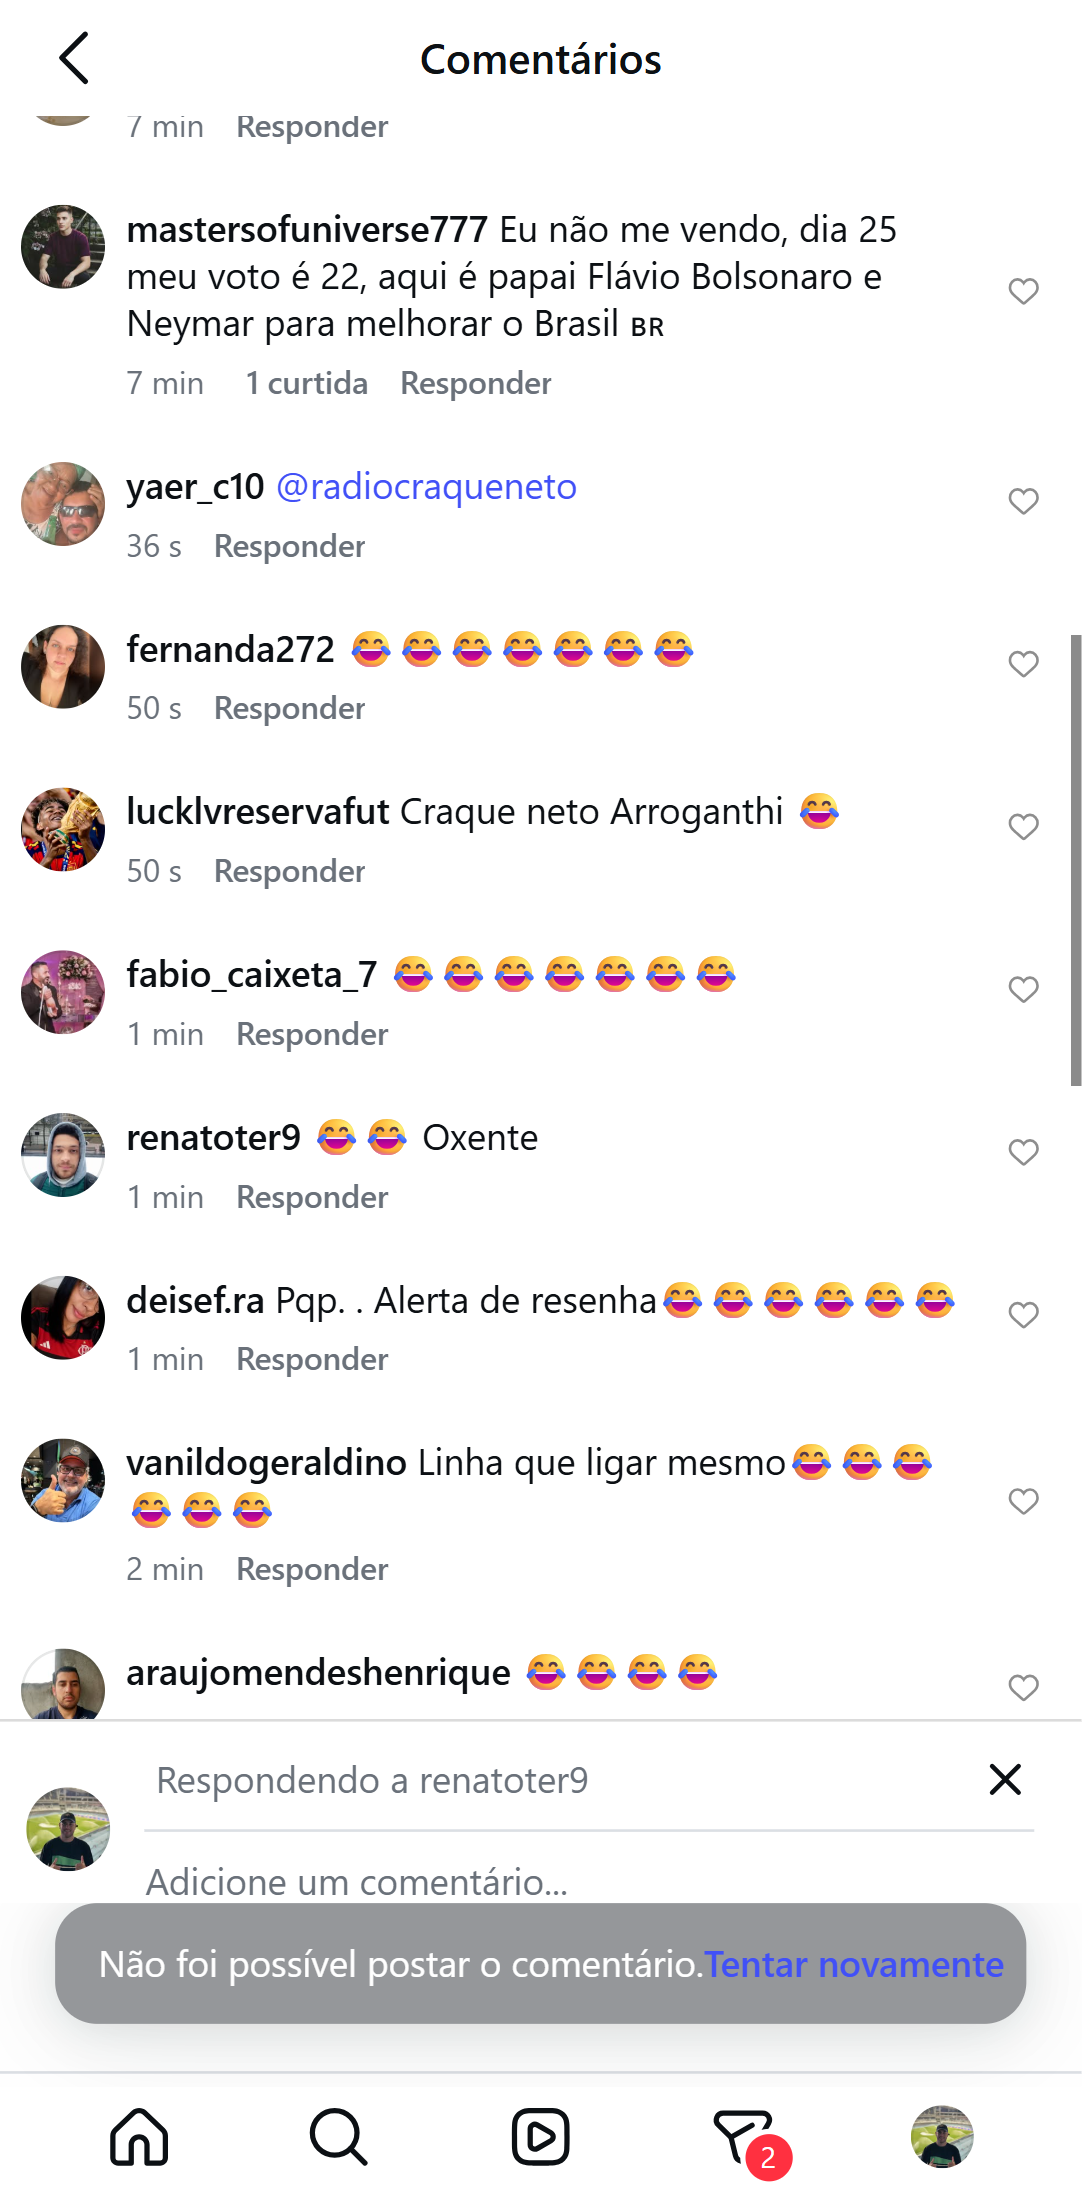 Comentários
7 min Responder
mastersofuniverse777 Eu não me vendo, dia 25
meu voto é 22, aqui é papai Flávio Bolsonaro e
Neymar para melhorar o Brasil 🇧🇷
7 min 1 curtida Responder
yaer_c10 @radiocraqueneto
36 s Responder
fernanda272 😂😂😂😂😂😂😂
50 s Responder
lucklvreservafut Craque neto Arroganthi 😂
50 s Responder
fabio_caixeta_7 😂😂😂😂😂😂😂
1 min Responder
renatoter9 😂😂 Oxente
1 min Responder
deisef.ra Pqp. . Alerta de resenha😂😂😂😂😂😂
1 min Responder
vanildogeraldino Linha que ligar mesmo😂😂😂
😂😂😂
2 min Responder
araujomendeshenrique 😂😂😂😂
Respondendo a renatoter9
Adicione um comentário...
Não foi possível postar o comentário.Tentar novamente
2